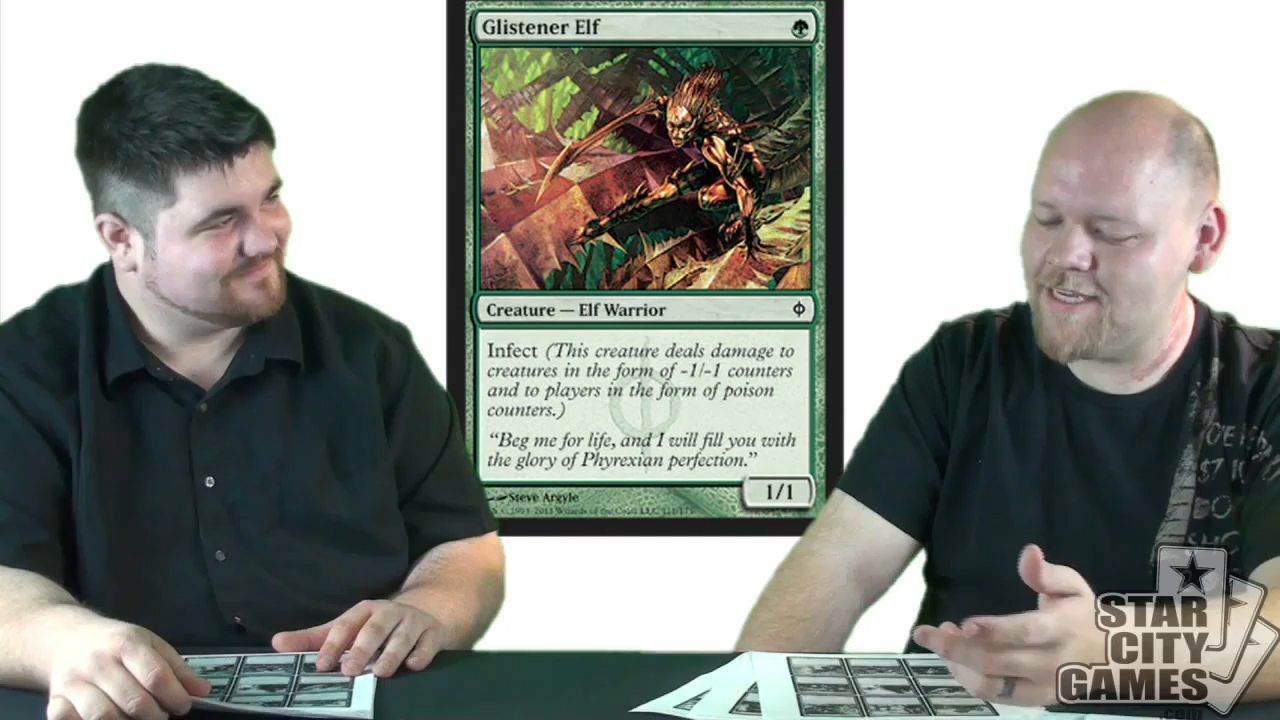 Glistener Elf
Creature — Elf Warrior
Infect (This creature deals damage to
creatures in the form of -1/-1 counters
and to players in the form of poison
counters.)
“Beg me for life, and I will fill you with
the glory of Phyrexian perfection.”
1/1
Steve Argyle
STAR
CITY
GAMES
.com